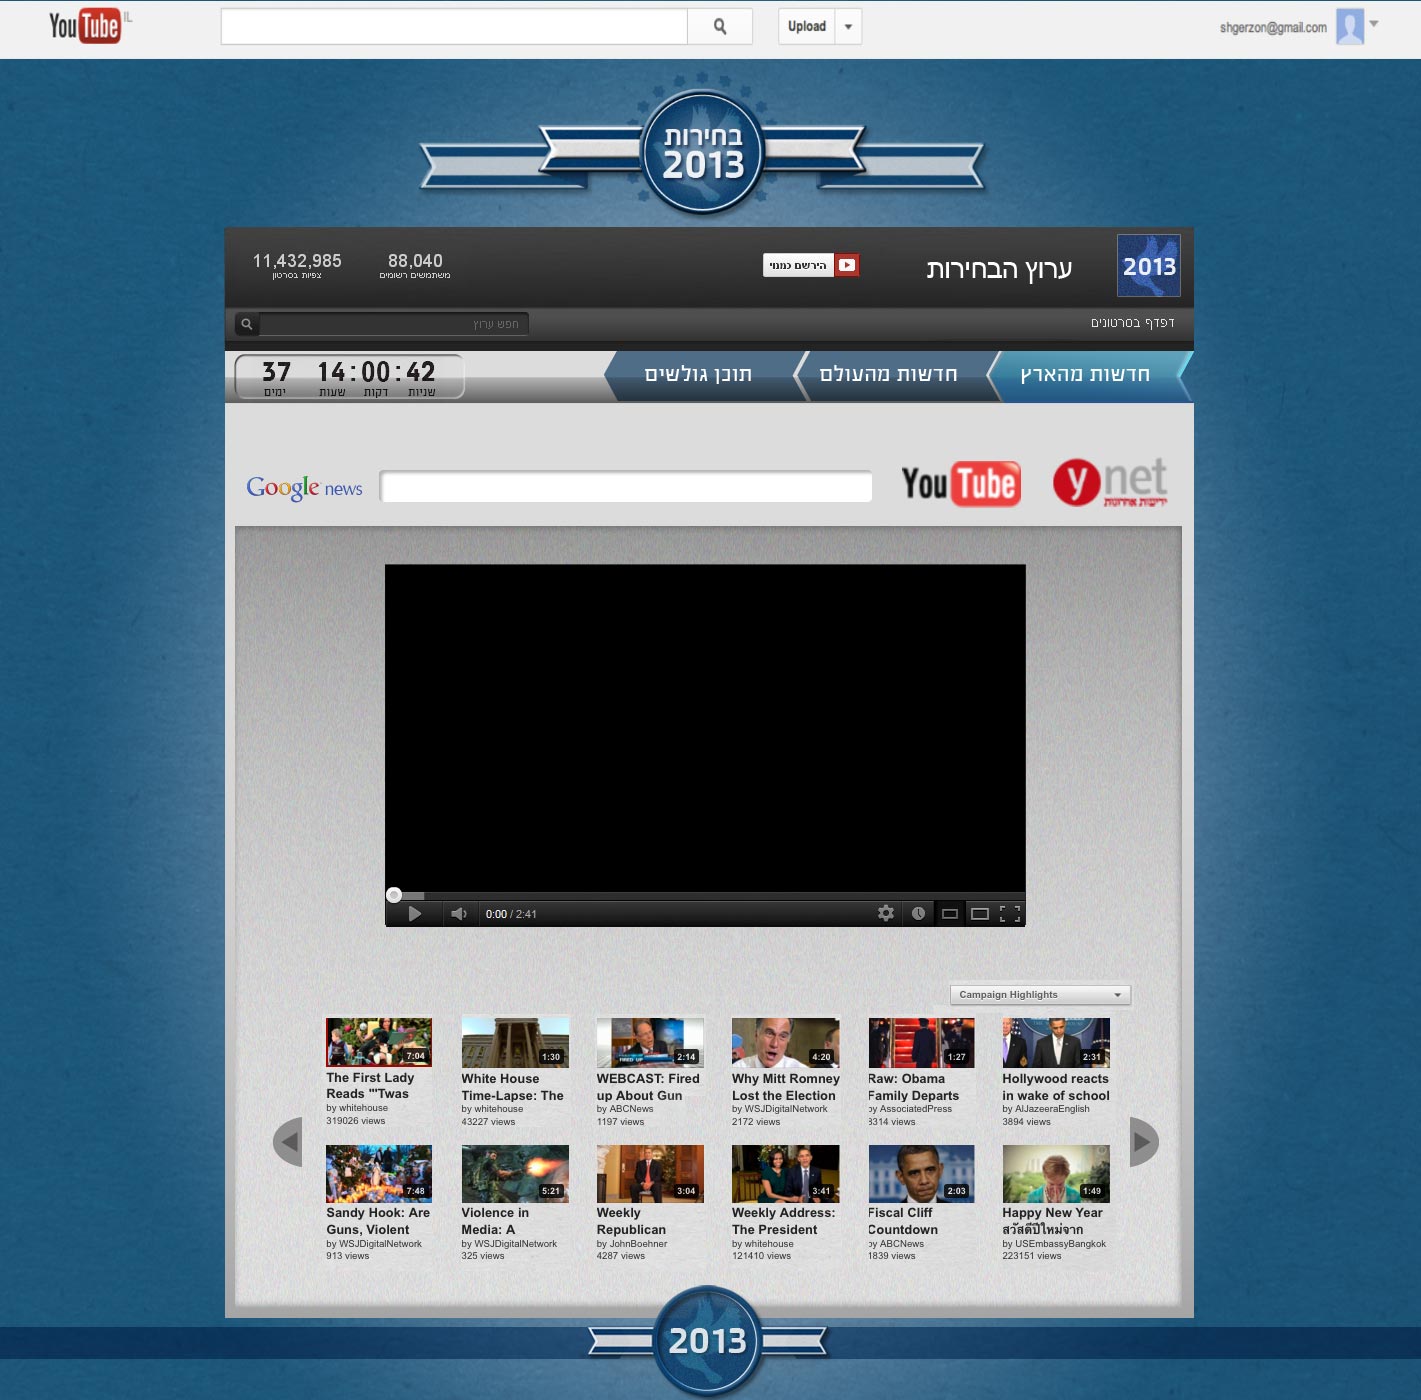 YouTube IL
Upload
shgerzon@gmail.com
בחירות
2013
2013
ערוץ הבחירות
הירשם כמנוי
88,040
משתמשים רשומים
11,432,985
צפיות בסרטון
דפדף בסרטונים
חפש ערוץ
חדשות מהארץ
חדשות מהעולם
תוכן גולשים
37 14:00:42
ימים שעות דקות שניות
Google news
YouTube
ynet
ידיעות אחרונות
0:00 / 2:41
Campaign Highlights
7:04
The First Lady
Reads "'Twas
by whitehouse
319026 views
1:30
White House
Time-Lapse: The
by whitehouse
43227 views
FIRED UP
2:14
WEBCAST: Fired
up About Gun
by ABCNews
1197 views
4:20
Why Mitt Romney
Lost the Election
by WSJDigitalNetwork
2172 views
1:27
Raw: Obama
Family Departs
by AssociatedPress
3314 views
2:31
Hollywood reacts
in wake of school
by AlJazeeraEnglish
3894 views
7:48
Sandy Hook: Are
Guns, Violent
by WSJDigitalNetwork
913 views
5:21
Violence in
Media: A
by WSJDigitalNetwork
325 views
3:04
Weekly
Republican
by JohnBoehner
4287 views
3:41
Weekly Address:
The President
by whitehouse
121410 views
2:03
Fiscal Cliff
Countdown
by ABCNews
1839 views
1:49
Happy New Year
สวัสดีปีใหม่จาก
by USEmbassyBangkok
223151 views
2013